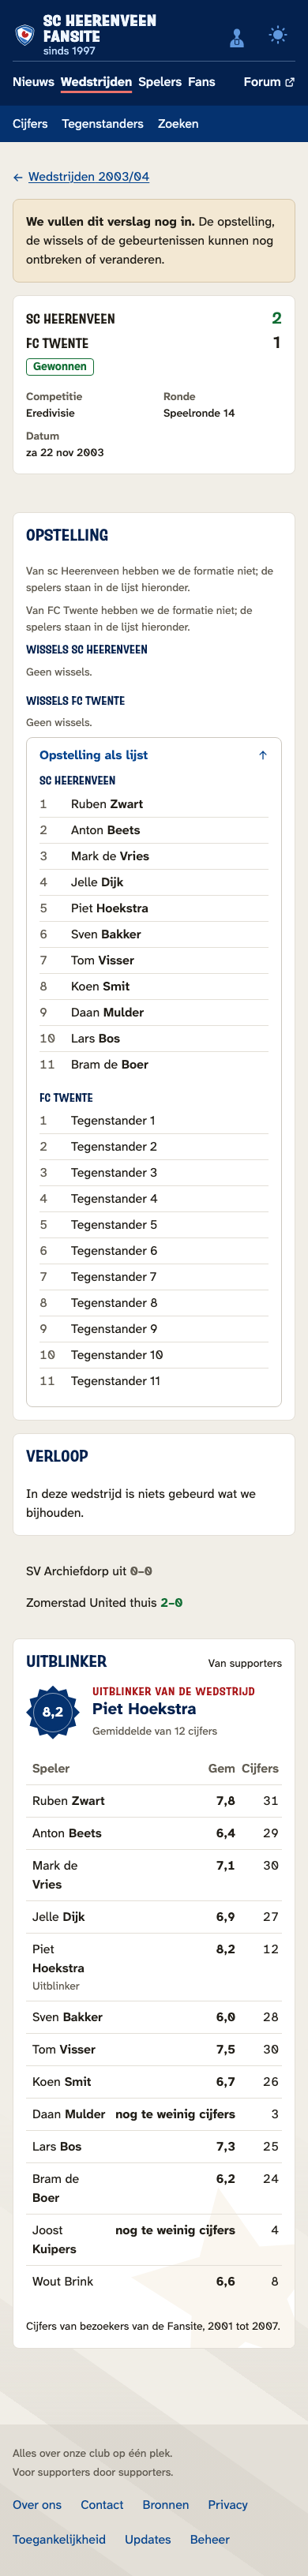 SC HEERENVEEN
FANSITE
sinds 1997
Nieuws Wedstrijden Spelers Fans Forum
Cijfers Tegenstanders Zoeken
← Wedstrijden 2003/04
We vullen dit verslag nog in. De opstelling,
de wissels of de gebeurtenissen kunnen nog
ontbreken of veranderen.
SC HEERENVEEN 2
FC TWENTE 1
Gewonnen
Competitie Ronde
Eredivisie Speelronde 14
Datum
za 22 nov 2003
OPSTELLING
Van sc Heerenveen hebben we de formatie niet; de
spelers staan in de lijst hieronder.
Van FC Twente hebben we de formatie niet; de
spelers staan in de lijst hieronder.
WISSELS SC HEERENVEEN
Geen wissels.
WISSELS FC TWENTE
Geen wissels.
Opstelling als lijst ↑
SC HEERENVEEN
1 Ruben Zwart
2 Anton Beets
3 Mark de Vries
4 Jelle Dijk
5 Piet Hoekstra
6 Sven Bakker
7 Tom Visser
8 Koen Smit
9 Daan Mulder
10 Lars Bos
11 Bram de Boer
FC TWENTE
1 Tegenstander 1
2 Tegenstander 2
3 Tegenstander 3
4 Tegenstander 4
5 Tegenstander 5
6 Tegenstander 6
7 Tegenstander 7
8 Tegenstander 8
9 Tegenstander 9
10 Tegenstander 10
11 Tegenstander 11
VERLOOP
In deze wedstrijd is niets gebeurd wat we
bijhouden.
SV Archiefdorp uit 0–0
Zomerstad United thuis 2–0
UITBLINKER Van supporters
8,2
UITBLINKER VAN DE WEDSTRIJD
Piet Hoekstra
Gemiddelde van 12 cijfers
Speler Gem Cijfers
Ruben Zwart 7,8 31
Anton Beets 6,4 29
Mark de
Vries 7,1 30
Jelle Dijk 6,9 27
Piet
Hoekstra 8,2 12
Uitblinker
Sven Bakker 6,0 28
Tom Visser 7,5 30
Koen Smit 6,7 26
Daan Mulder nog te weinig cijfers 3
Lars Bos 7,3 25
Bram de
Boer 6,2 24
Joost
Kuipers nog te weinig cijfers 4
Wout Brink 6,6 8
Cijfers van bezoekers van de Fansite, 2001 tot 2007.
Alles over onze club op één plek.
Voor supporters door supporters.
Over ons Contact Bronnen Privacy
Toegankelijkheid Updates Beheer